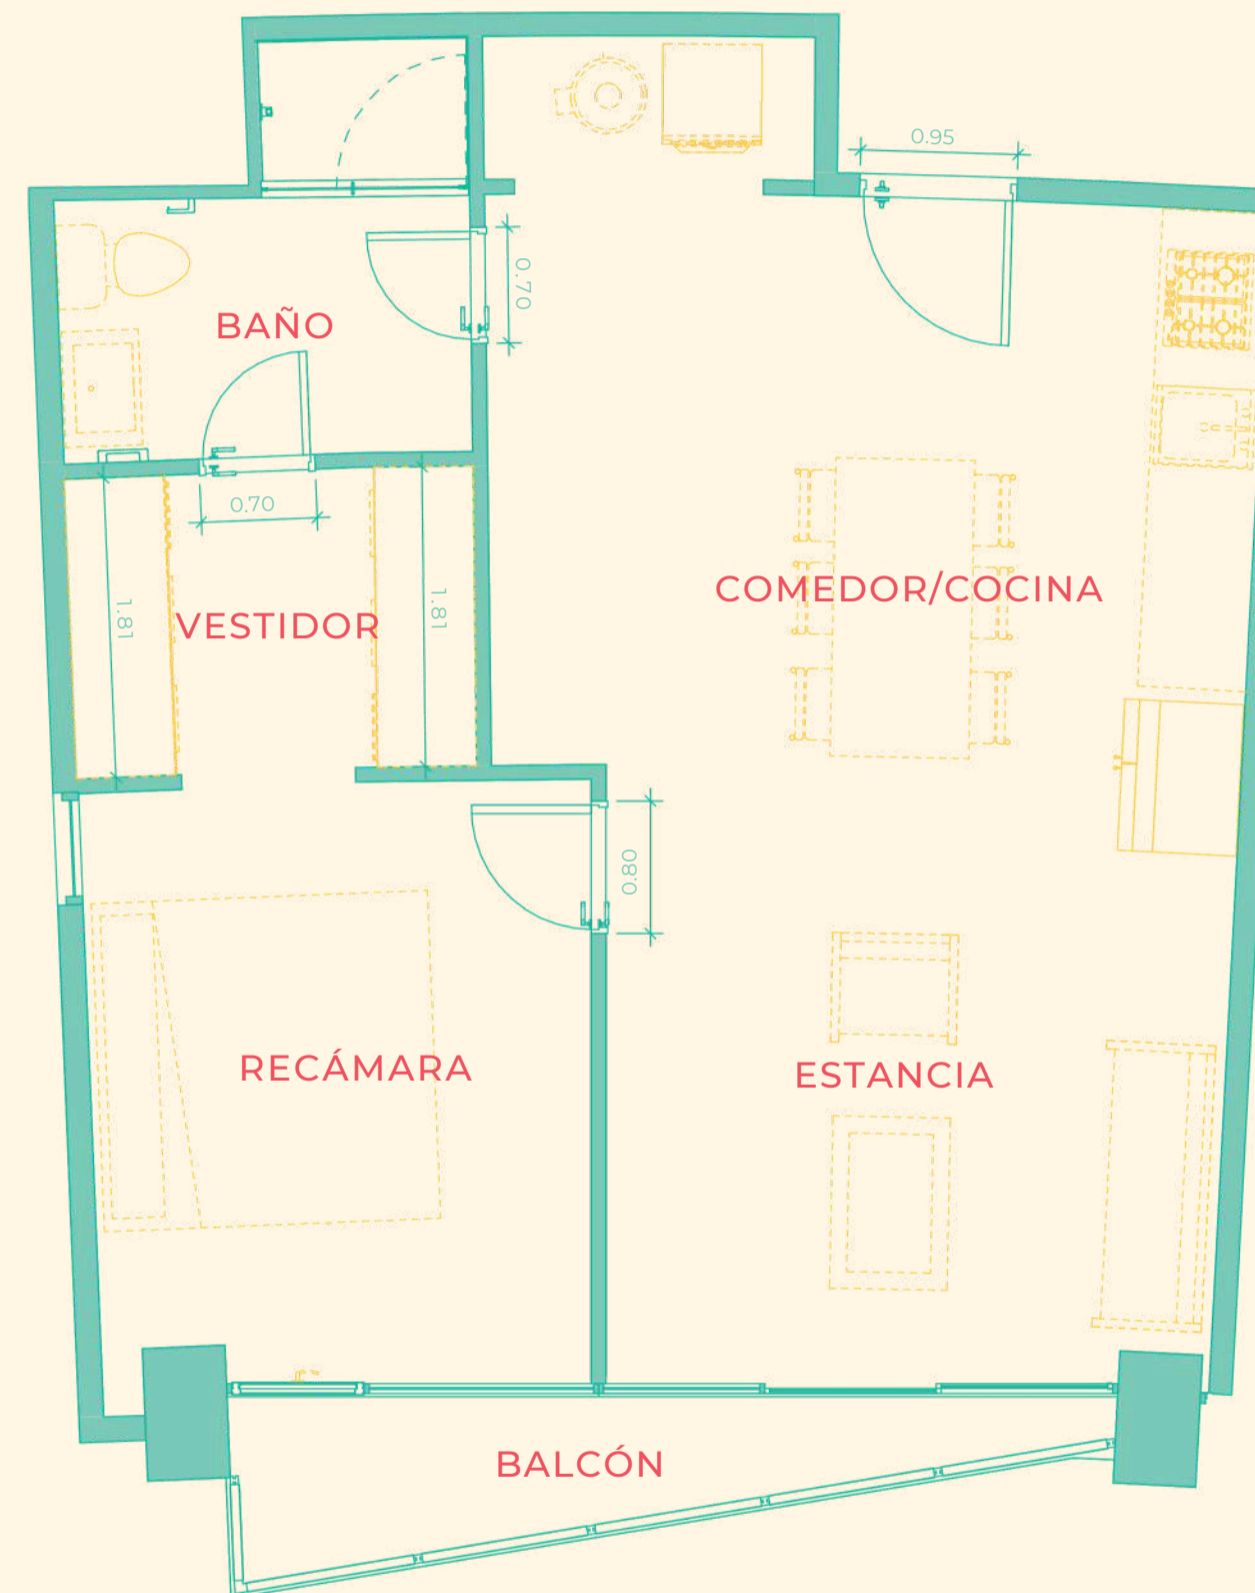 0.95
0.70
BAÑO
0.70
COMEDOR/COCINA
1.81
VESTIDOR
1.81
0.80
RECÁMARA
ESTANCIA
BALCÓN